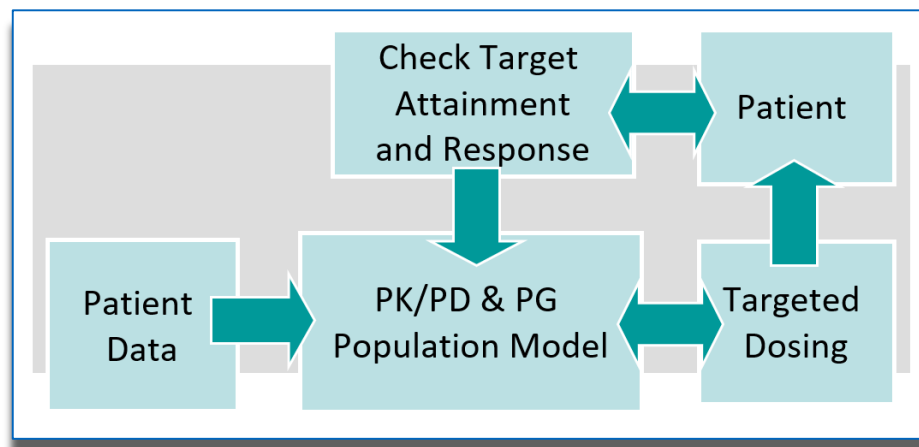 Check Target
Attainment
and Response
Patient
Patient
Data
PK/PD & PG
Population Model
Targeted
Dosing